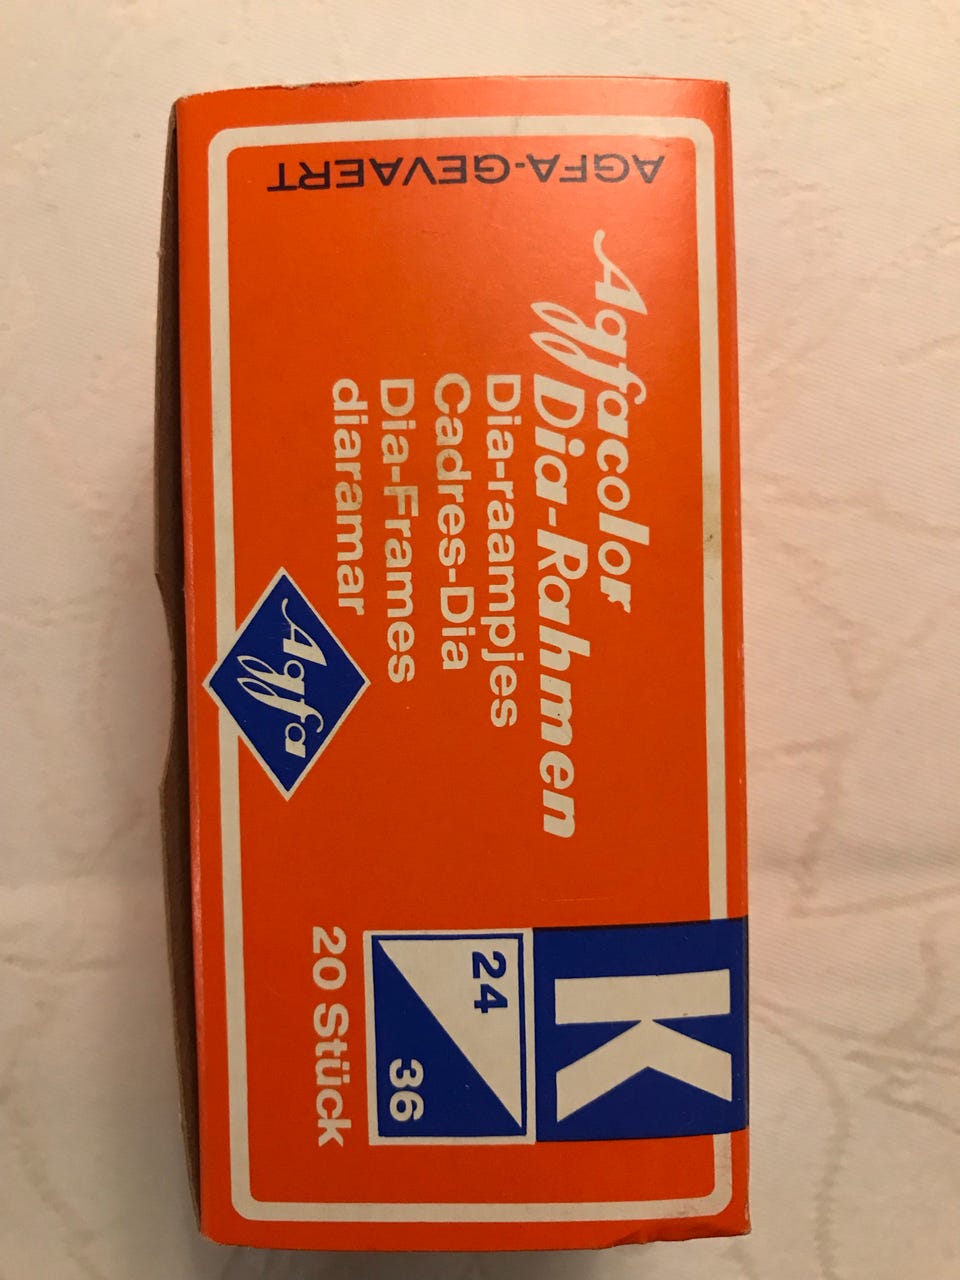 AGFA-GEVAERT
Agfacolor
Dia-Rahmen
Dia-raampjes
Cadres-Dia
Dia-Frames
diaramar
Agfa
K
24
36
20 Stück